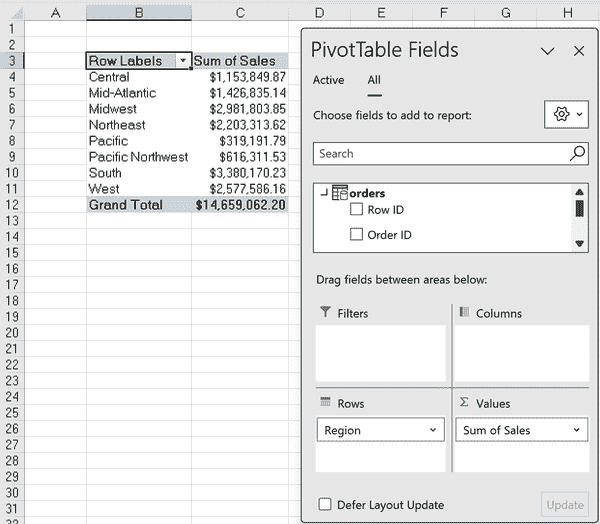 A B C D E F G H
1
2
3 Row Labels Sum of Sales
4 Central $1,153,849.87
5 Mid-Atlantic $1,426,835.14
6 Midwest $2,981,803.85
7 Northeast $2,203,313.62
8 Pacific $319,191.79
9 Pacific Northwest $616,311.53
10 South $3,380,170.23
11 West $2,577,586.16
12 Grand Total $14,659,062.20
13
14
15
16
17
18
19
20
21
22
23
24
25
26
27
28
29
30
31
PivotTable Fields
Active All
Choose fields to add to report:
Search
orders
Row ID
Order ID
Drag fields between areas below:
Filters Columns
Rows Σ Values
Region Sum of Sales
Defer Layout Update Update